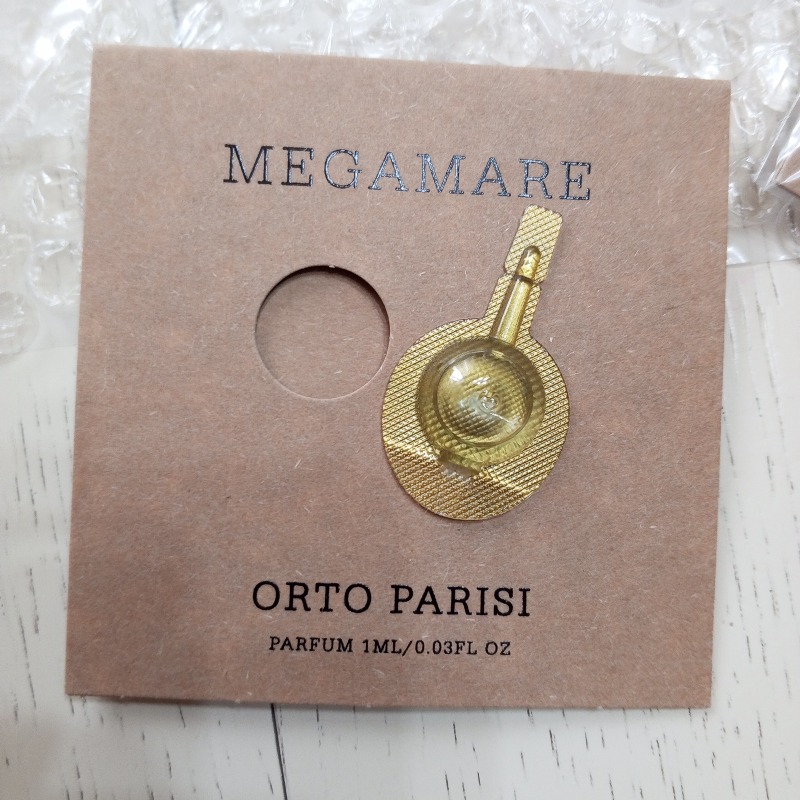 MEGAMARE
ORTO PARISI
PARFUM 1ML/0.03FL OZ